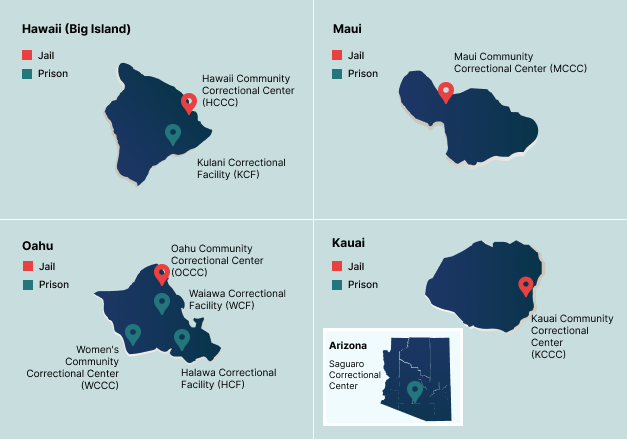 Hawaii (Big Island)
Jail
Prison
Hawaii Community
Correctional Center
(HCCC)
Kulani Correctional
Facility (KCF)
Maui
Jail
Prison
Maui Community
Correctional Center (MCCC)
Oahu
Jail
Prison
Oahu Community
Correctional Center
(OCCC)
Waiawa Correctional
Facility (WCF)
Women's
Community
Correctional Center
(WCCC)
Halawa Correctional
Facility (HCF)
Kauai
Jail
Prison
Kauai Community
Correctional
Center
(KCCC)
Arizona
Saguaro
Correctional
Center